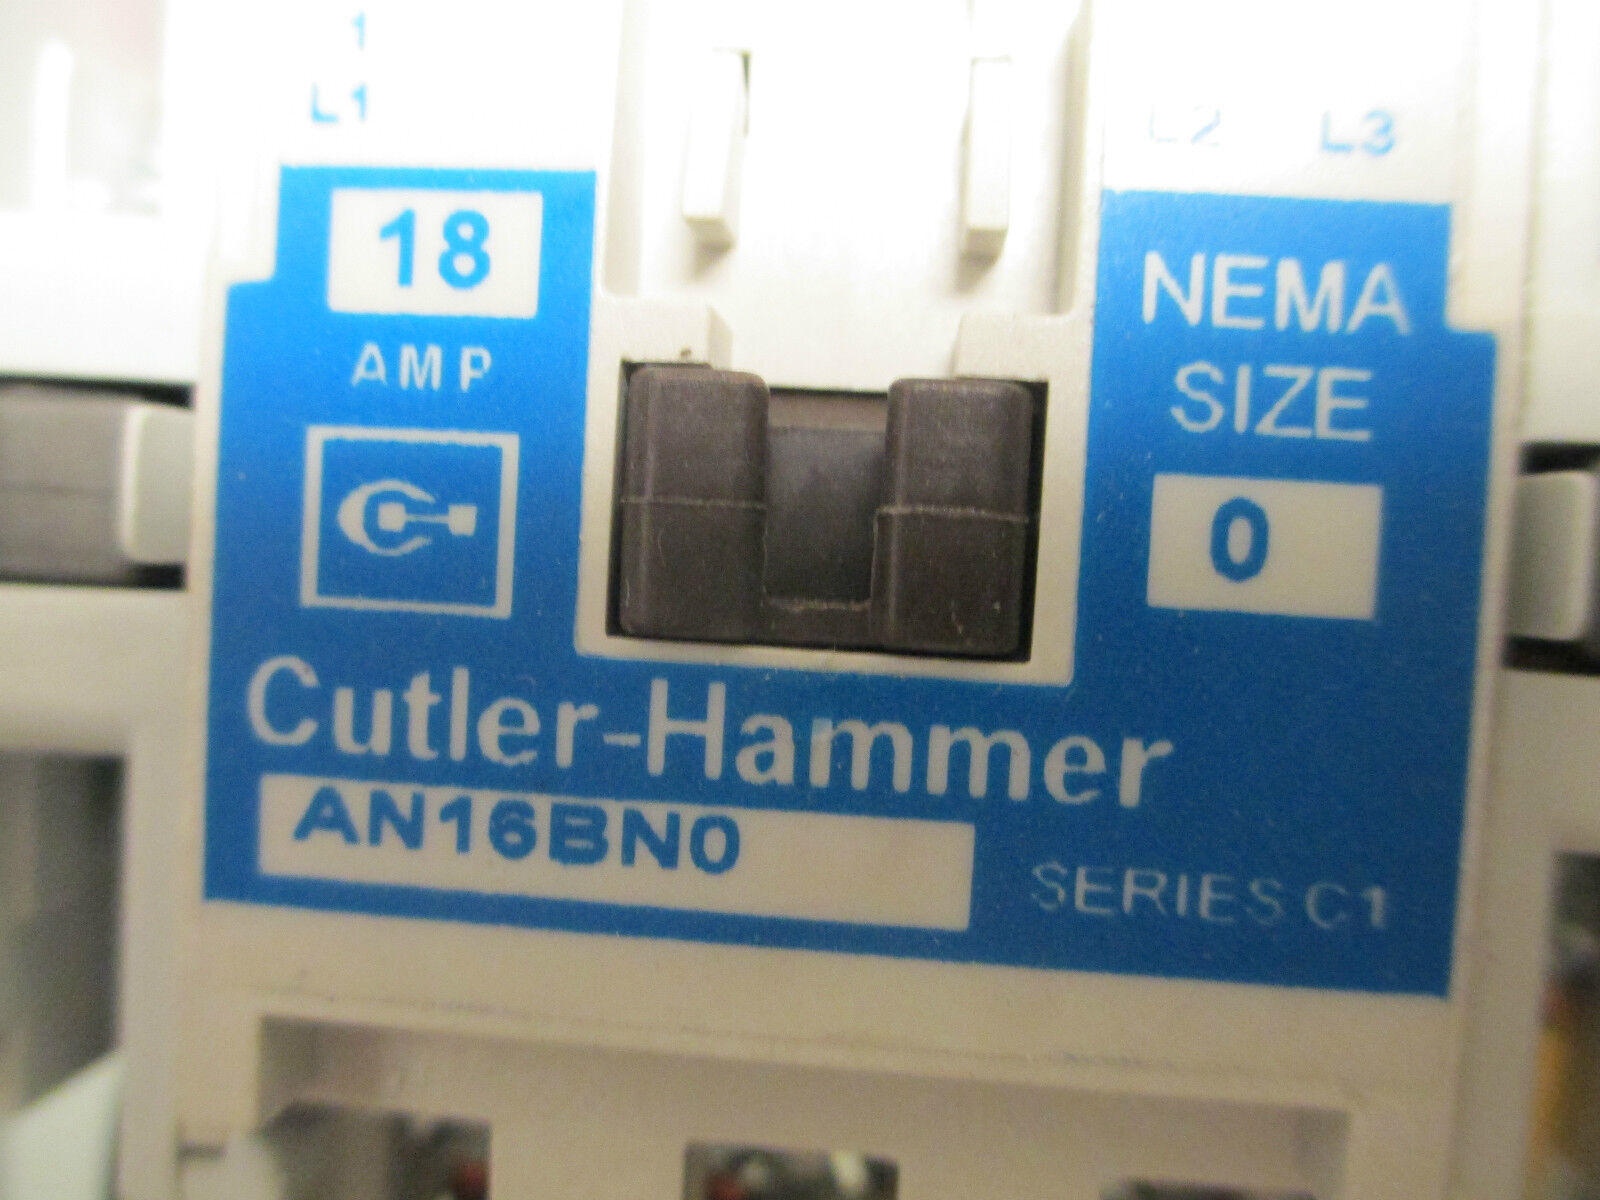 1
L1
L2 L3
18
AMP
NEMA
SIZE
0
Cutler-Hammer
AN16BN0
SERIES C1